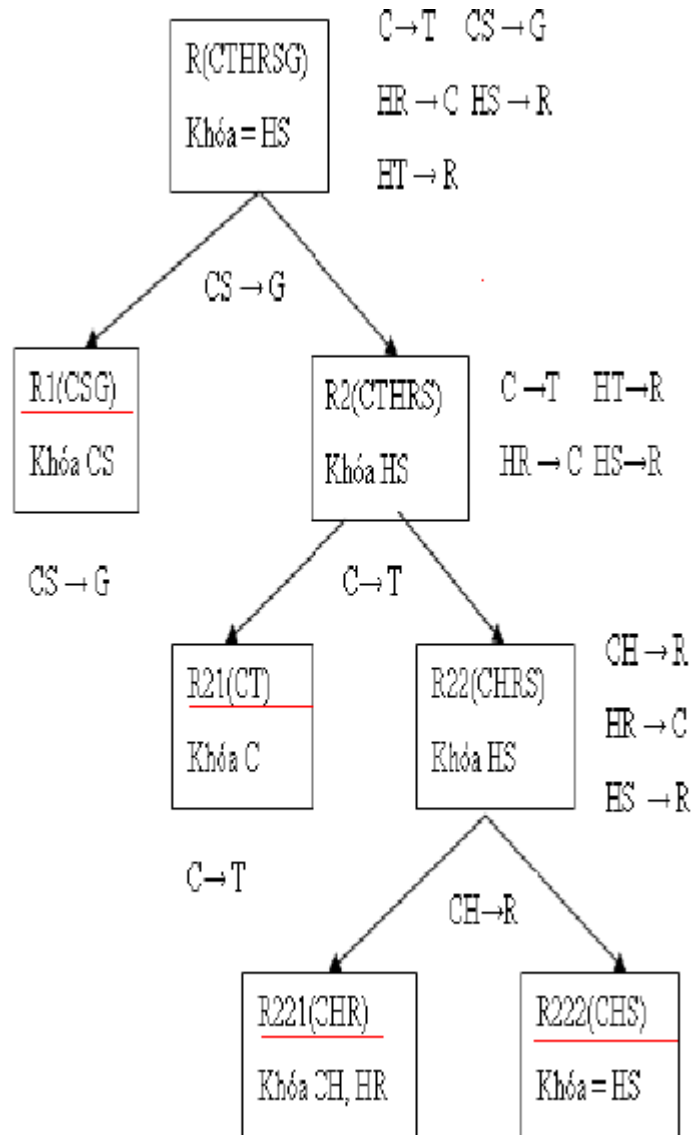 C→T CS→G
R(CTHRSG)
HR→C HS→R
Khóa = HS
HT→R
CS→G
R1(CSG)
Khóa CS
R2(CTHRS)
Khóa HS
C→T HT→R
HR→C HS→R
CS→G
C→T
R21(CT)
Khóa C
R22(CHRS)
Khóa HS
CH→R
HR→C
HS→R
C→T
CH→R
R221(CHR)
Khóa CH, HR
R222(CHS)
Khóa = HS